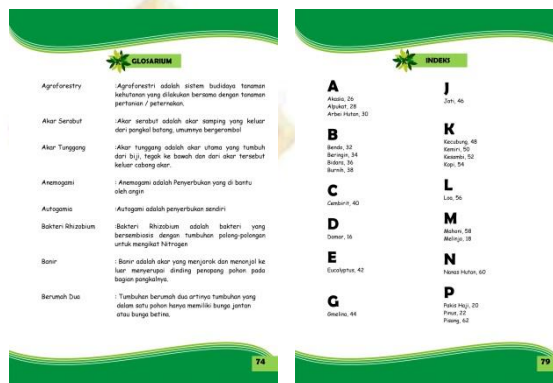 GLOSARIUM
Agroforestry :Agroforestri adalah sistem budidaya tanaman
kehutanan yang dilakukan bersama dengan tanaman
pertanian / peternakan.
Akar Serabut :Akar serabut adalah akar samping yang keluar
dari pangkal batang, umumnya bergerombol
Akar Tunggang :Akar tunggang adalah akar utama yang tumbuh
dari biji, tegak ke bawah dan dari akar tersebut
keluar cabang akar.
Anemogami : Anemogami adalah Penyerbukan yang di bantu
oleh angin
Autogamia :Autogami adalah penyerbukan sendiri
Bakteri Rhizobium :Bakteri Rhizobium adalah bakteri yang
bersembiosis dengan tumbuhan polong-polongan
untuk mengikat Nitrogen
Banir : Banir adalah akar yang menjorok dan menonjol ke
luar menyerupai dinding penopang pohon pada
bagian pangkalnya.
Berumah Dua : Tumbuhan berumah dua artinya tumbuhan yang
dalam satu pohon hanya memiliki bunga jantan
atau bunga betina.
74
INDEKS
A
Akasia, 26
Alpukat, 28
Arbei Hutan, 30
B
Benda, 32
Beringin, 34
Bidara, 36
Burnih, 38
C
Cembirit, 40
D
Damar, 16
E
Eucalyptus, 42
G
Gmelina, 44
J
Jati, 46
K
Kecubung, 48
Kemiri, 50
Kesambi, 52
Kopi, 54
L
Loa, 56
M
Mahoni, 58
Melinjo, 18
N
Nanas Hutan, 60
P
Pakis Haji, 20
Pinus, 22
Pisang, 62
79